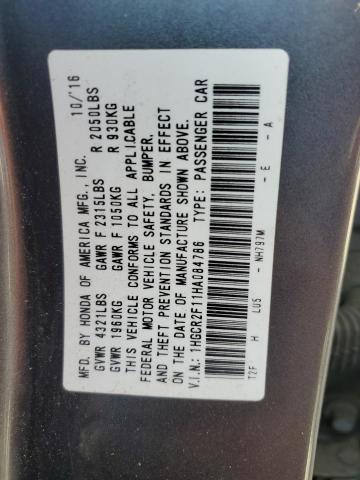 MFD. BY HONDA OF AMERICA MFG., INC. 10/'16
GVWR 4321LBS GAWR F 2315LBS R 2050LBS
GVWR 1960KG GAWR F 1050KG R 930KG
THIS VEHICLE CONFORMS TO ALL APPLICABLE
FEDERAL MOTOR VEHICLE SAFETY, BUMPER,
AND THEFT PREVENTION STANDARDS IN EFFECT
ON THE DATE OF MANUFACTURE SHOWN ABOVE.
V.I.N.: 1HGCR2F11HA084786 TYPE: PASSENGER CAR
T2F H LU5 NH797M - E - A